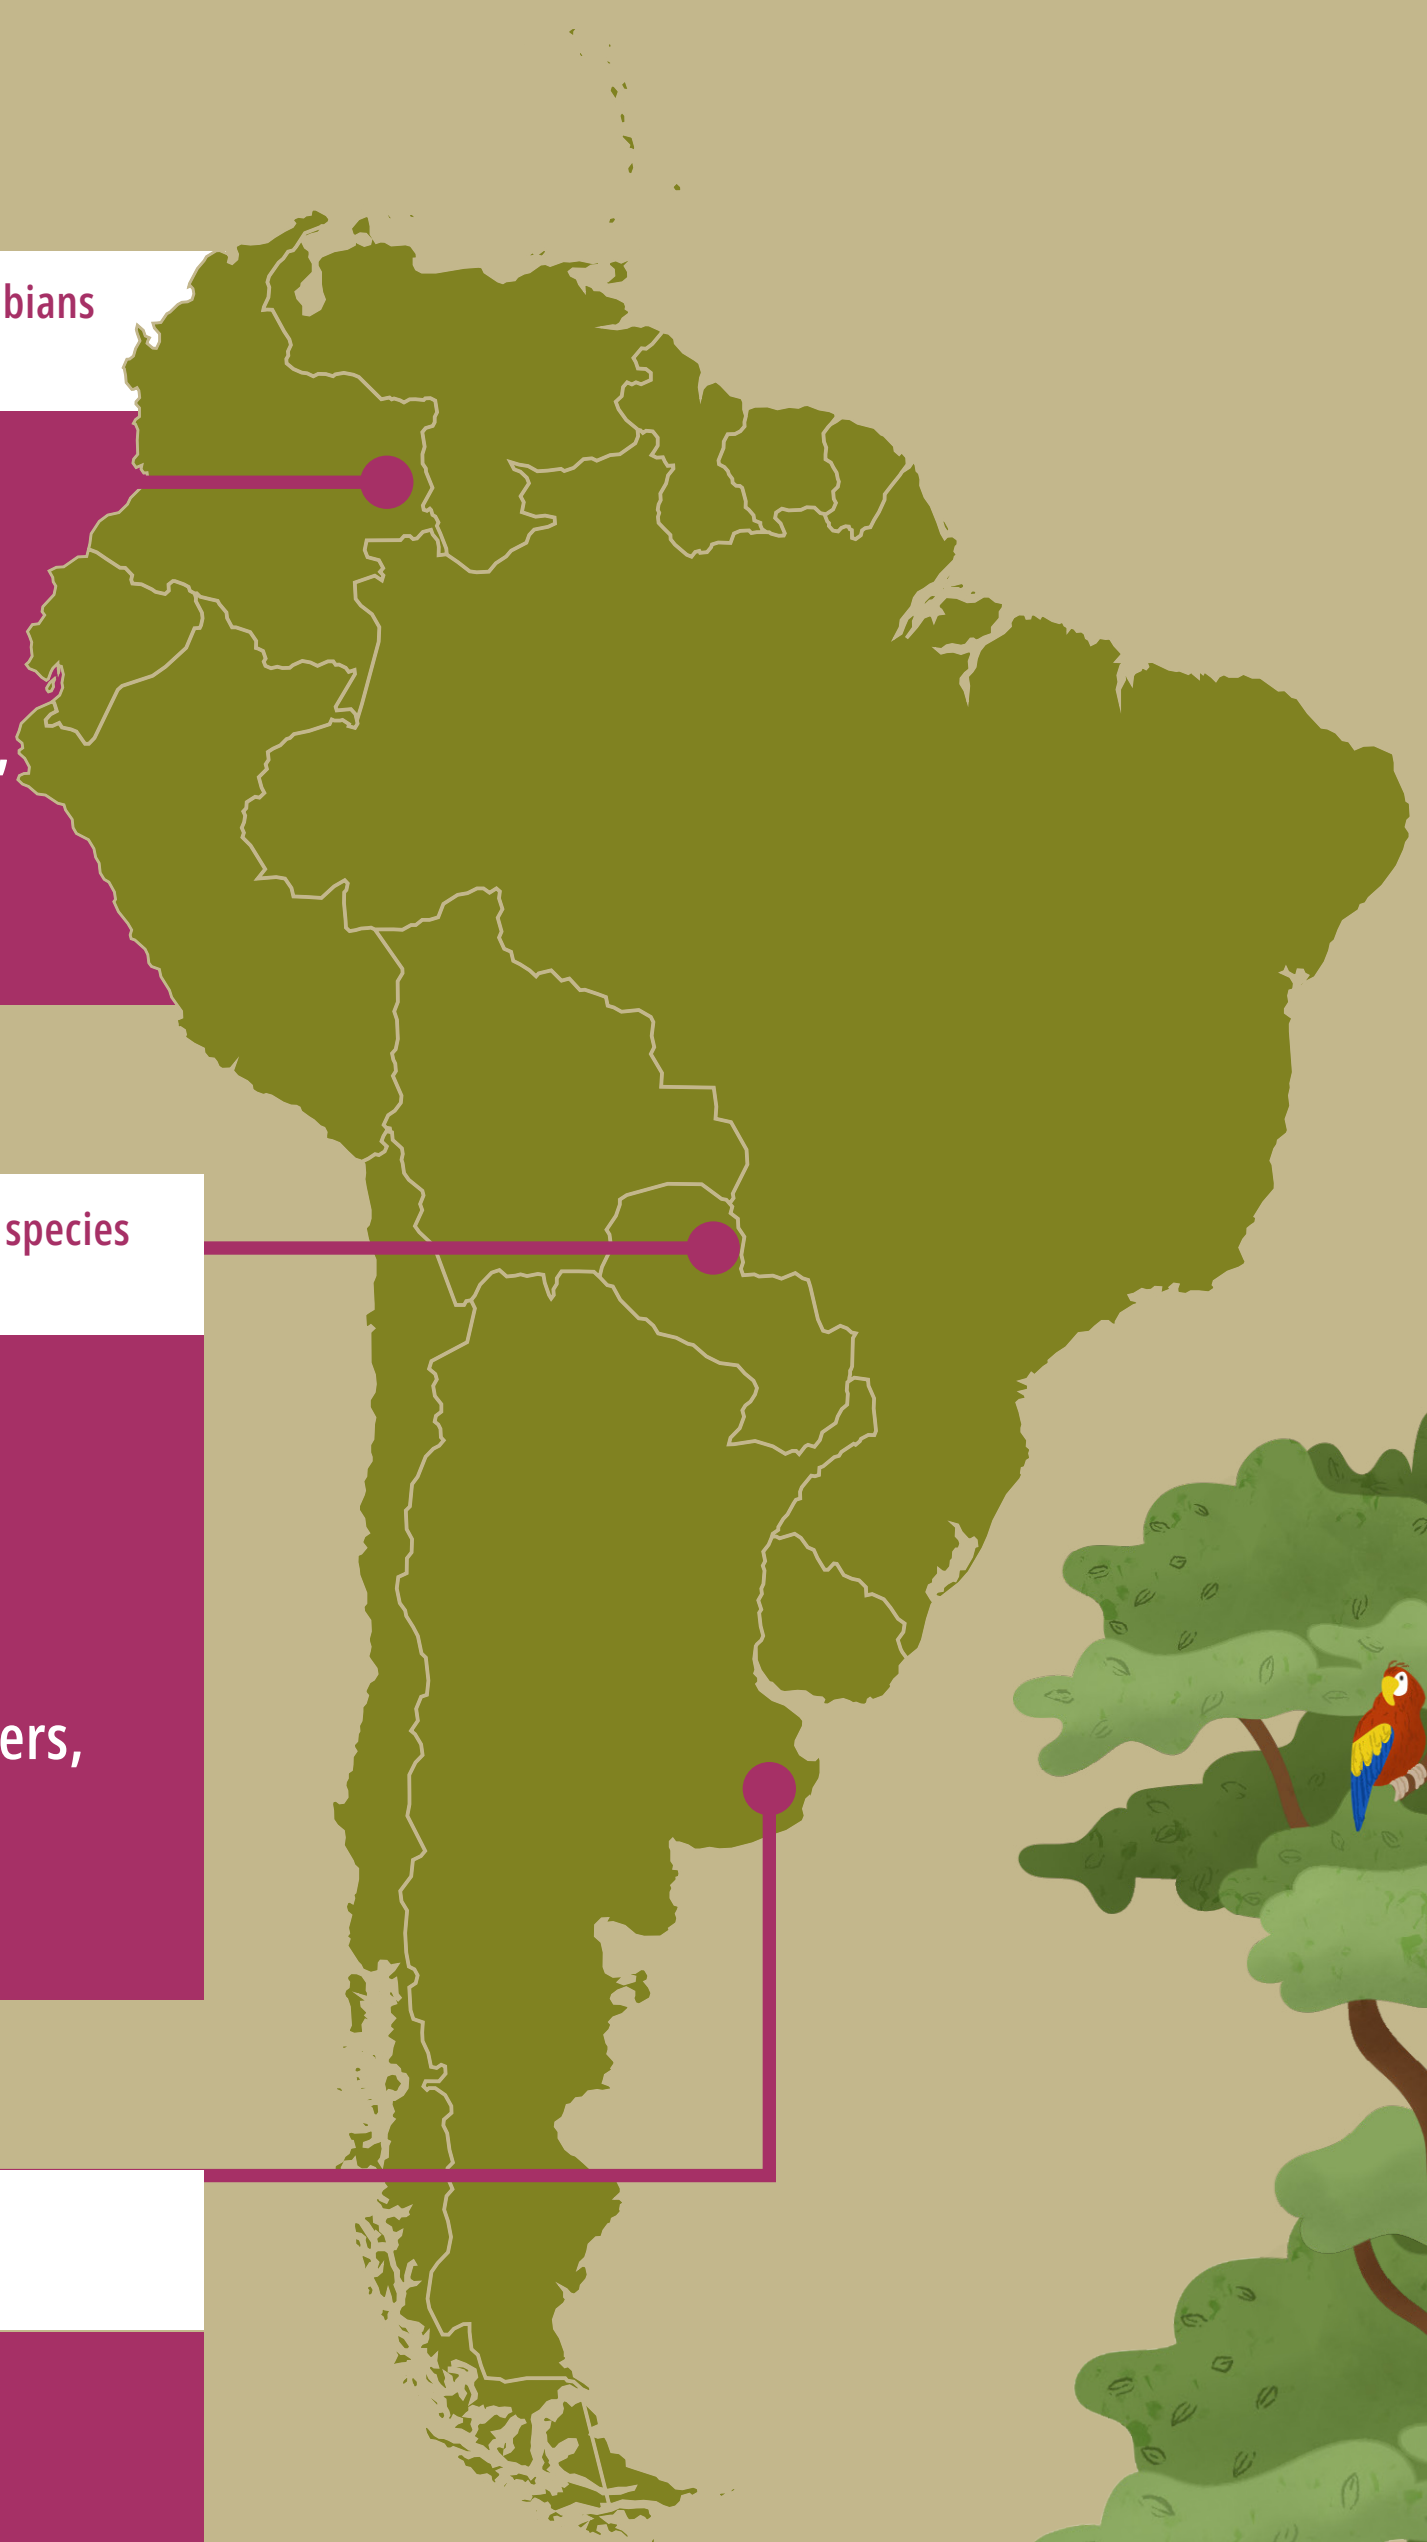 bians
,
species
ers,